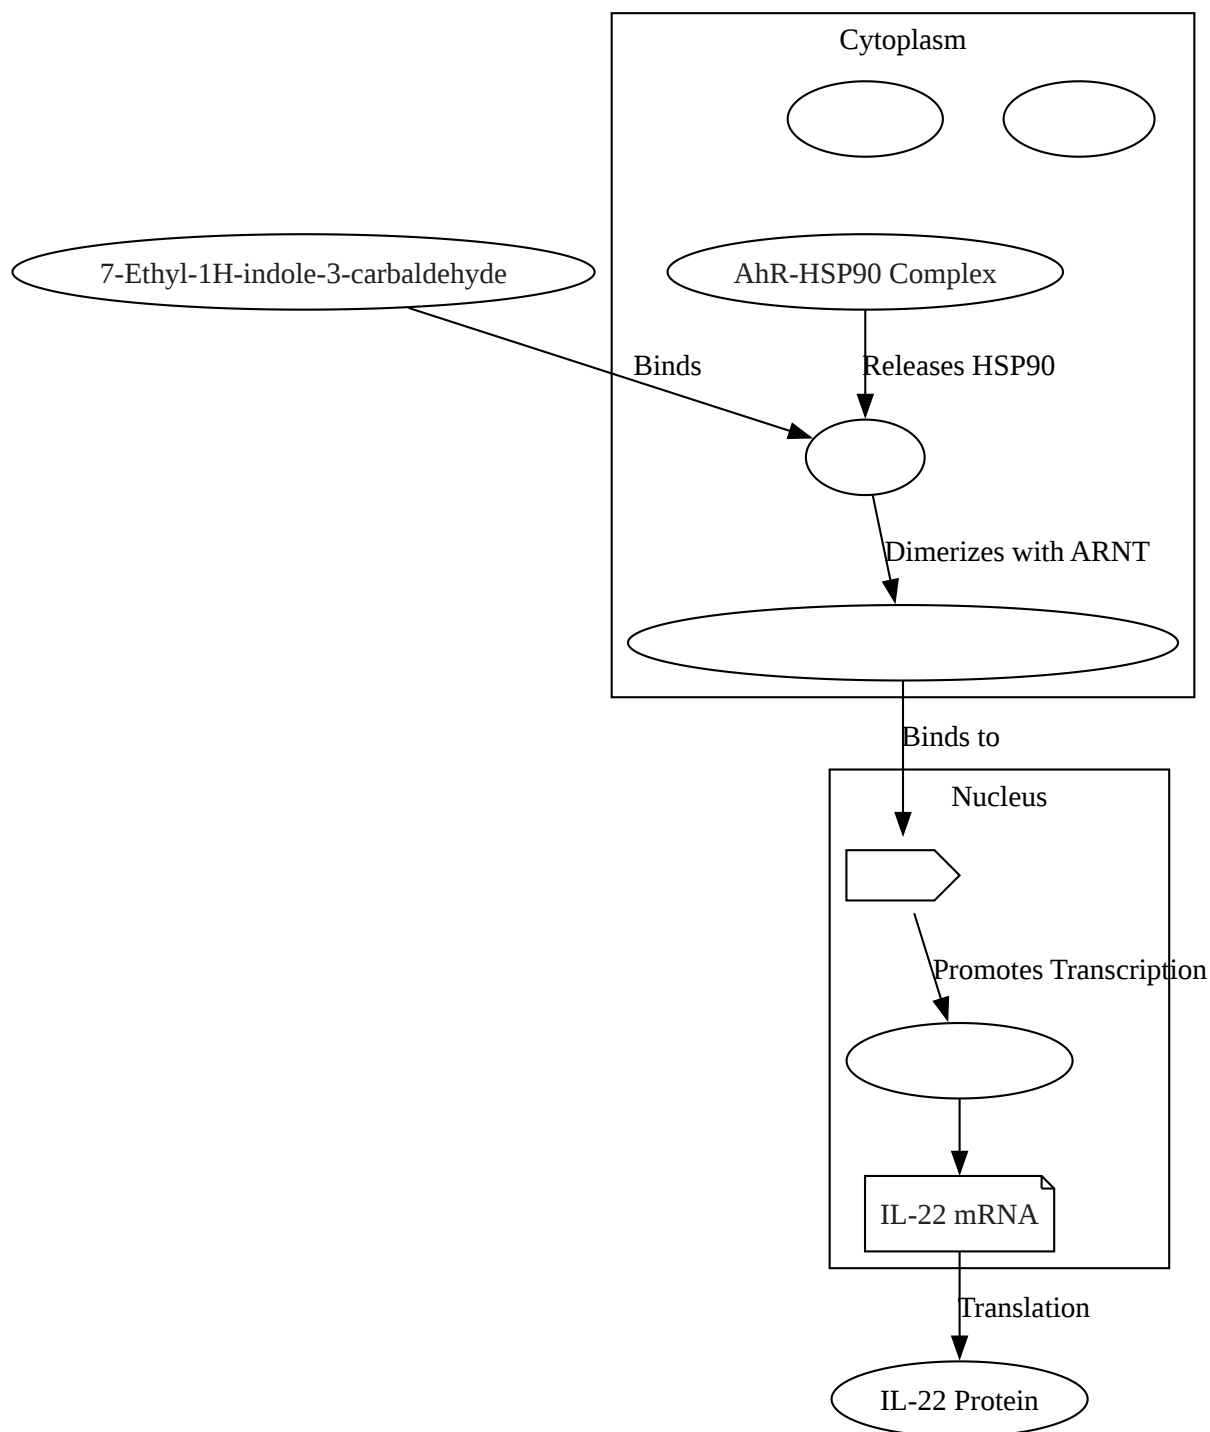 Cytoplasm
7-Ethyl-1H-indole-3-carbaldehyde
AhR-HSP90 Complex
Binds
Releases HSP90
Dimerizes with ARNT
Binds to
Nucleus
Promotes Transcription
IL-22 mRNA
Translation
IL-22 Protein